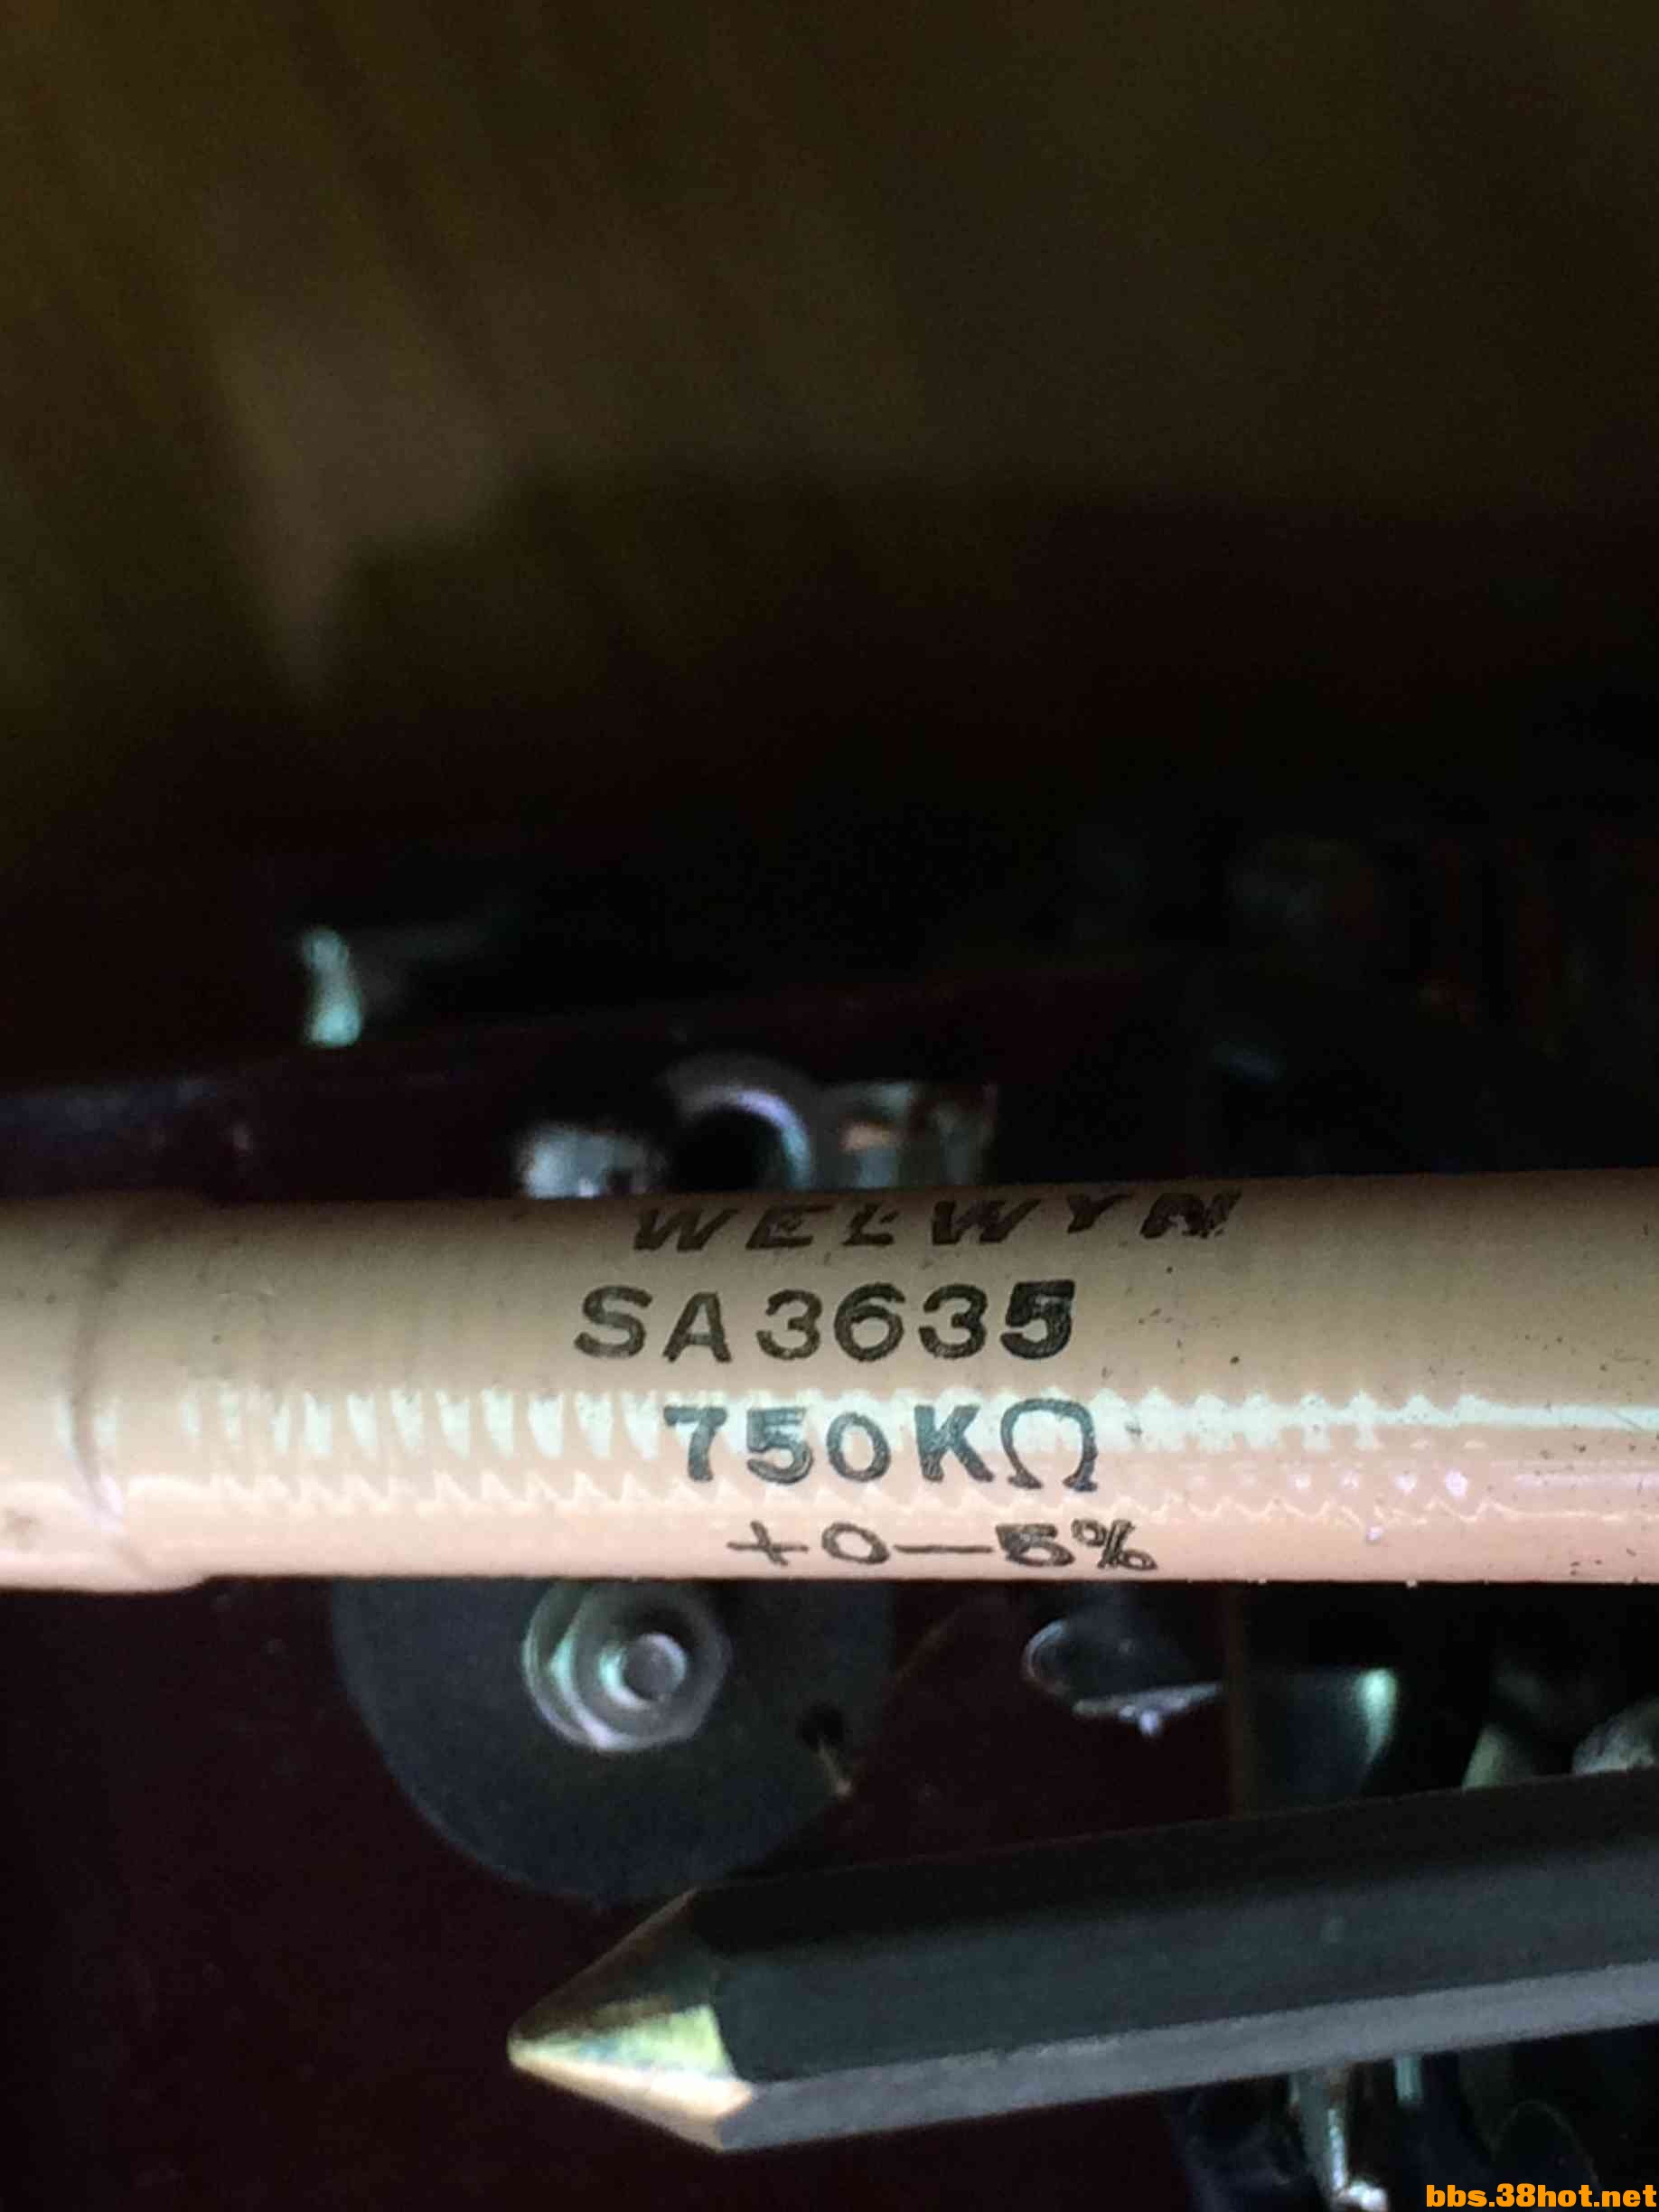 WELWYN
SA3635
750KΩ
+0-5%
bbs.38hot.net